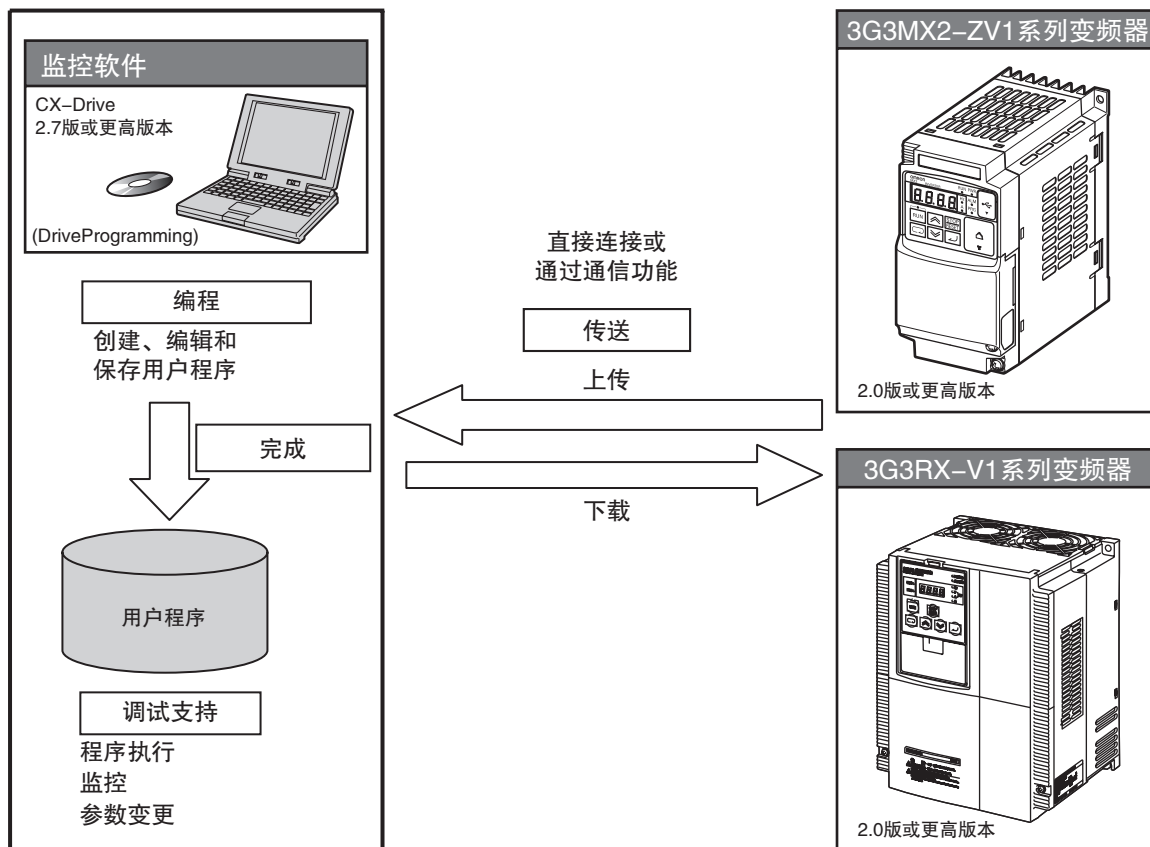 监控软件
CX–Drive
2.7版或更高版本
(DriveProgramming)
编程
创建、编辑和
保存用户程序
完成
用户程序
调试支持
程序执行
监控
参数变更
直接连接或
通过通信功能
传送
上传
下载
3G3MX2–ZV1系列变频器
RUN
2.0版或更高版本
3G3RX–V1系列变频器
2.0版或更高版本